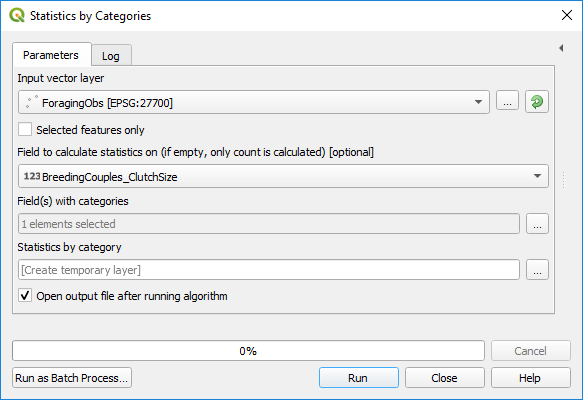 Statistics by Categories
Parameters
Log
Input vector layer
ForagingObs [EPSG:27700]
...
Selected features only
Field to calculate statistics on (if empty, only count is calculated) [optional]
123 BreedingCouples_ClutchSize
Field(s) with categories
1 elements selected
...
Statistics by category
[Create temporary layer]
...
Open output file after running algorithm
0%
Cancel
Run as Batch Process...
Run
Close
Help